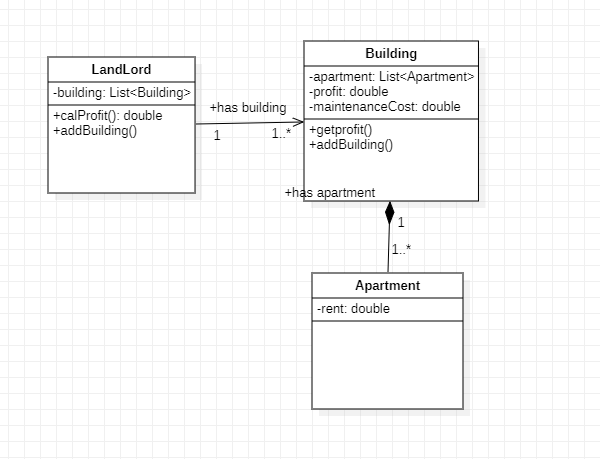 LandLord
-building: List<Building>
+calProfit(): double
+addBuilding()
+has building
1
1..*
Building
-apartment: List<Apartment>
-profit: double
-maintenanceCost: double
+getprofit()
+addBuilding()
+has apartment
1
1..*
Apartment
-rent: double